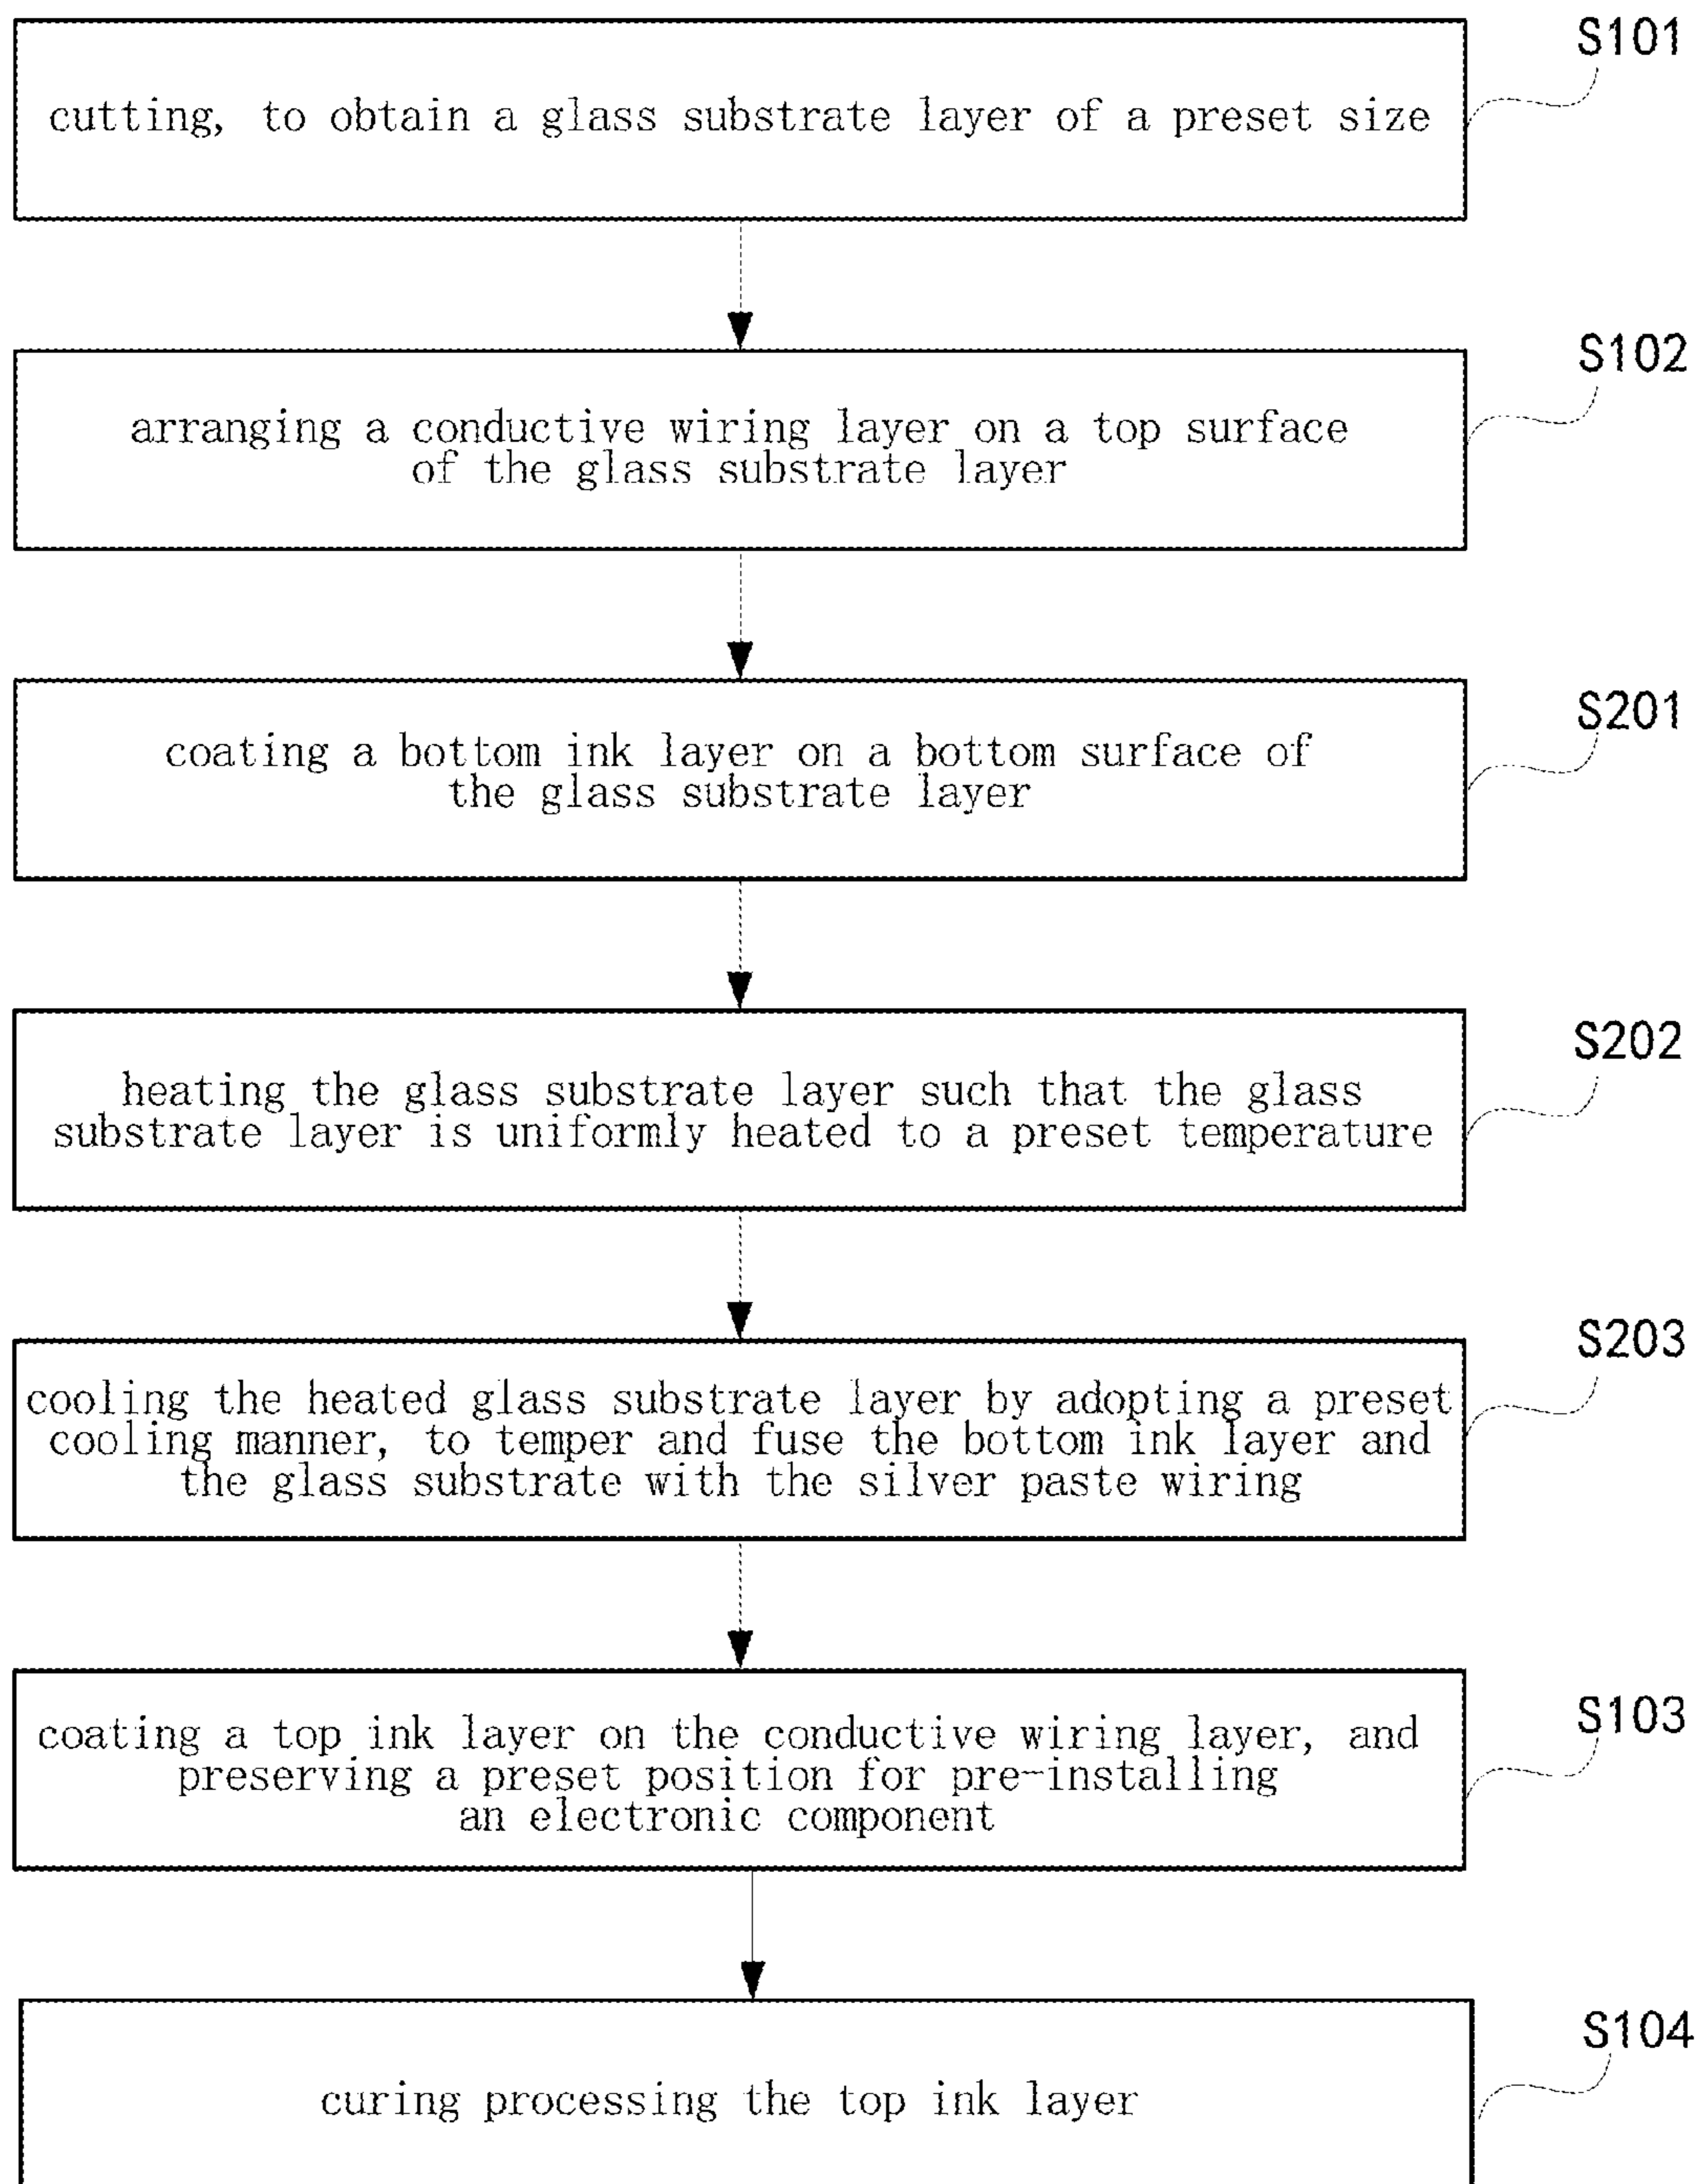 S101
cutting, to obtain a glass substrate layer of a preset size
S102
arranging a conductive wiring layer on a top surface
of the glass substrate layer
S201
coating a bottom ink layer on a bottom surface of
the glass substrate layer
S202
heating the glass substrate layer such that the glass
substrate layer is uniformly heated to a preset temperature
S203
cooling the heated glass substrate layer by adopting a preset
cooling manner, to temper and fuse the bottom ink layer and
the glass substrate with the silver paste wiring
S103
coating a top ink layer on the conductive wiring layer, and
preserving a preset position for pre-installing
an electronic component
S104
curing processing the top ink layer